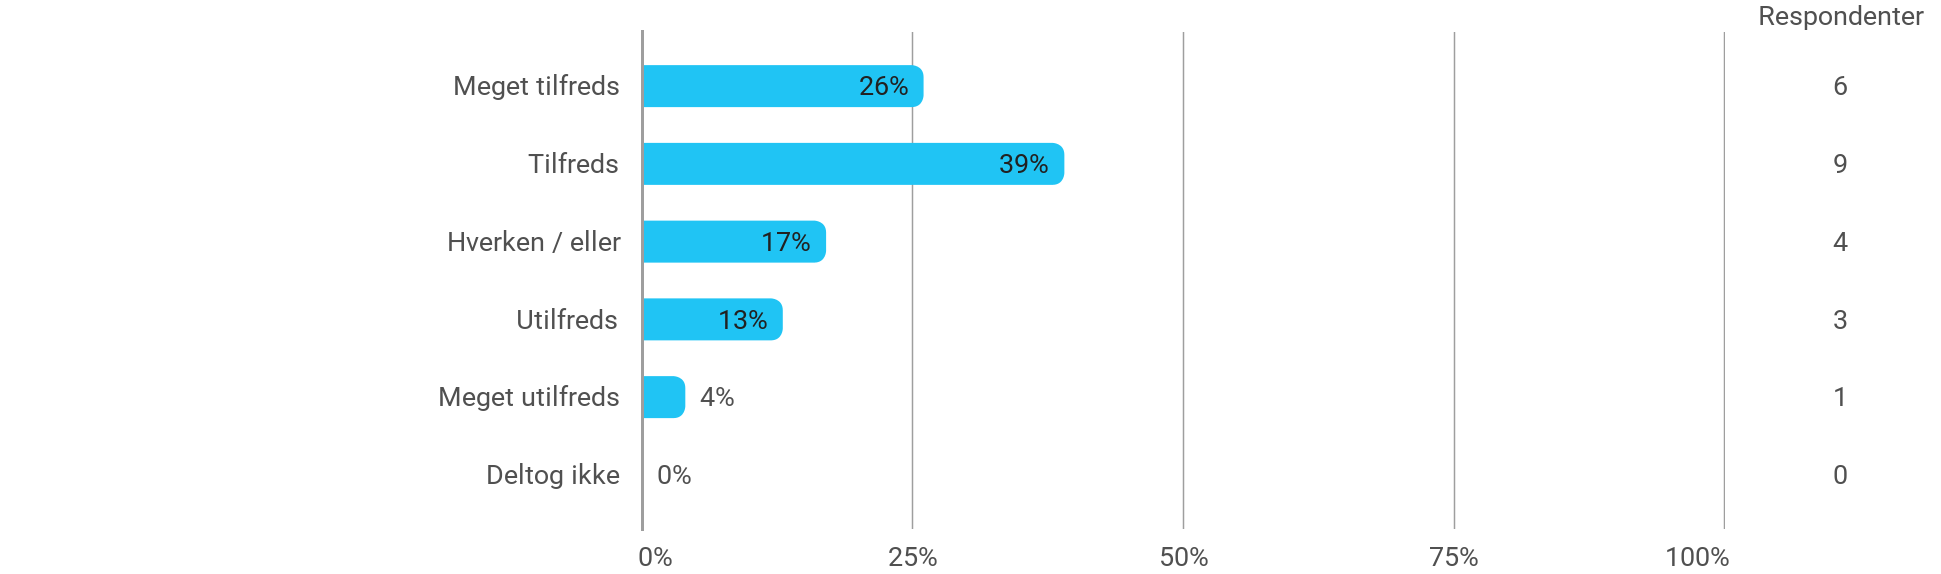 Respondenter
Meget tilfreds 26% 6
Tilfreds 39% 9
Hverken / eller 17% 4
Utilfreds 13% 3
Meget utilfreds 4% 1
Deltog ikke 0% 0
0% 25% 50% 75% 100%